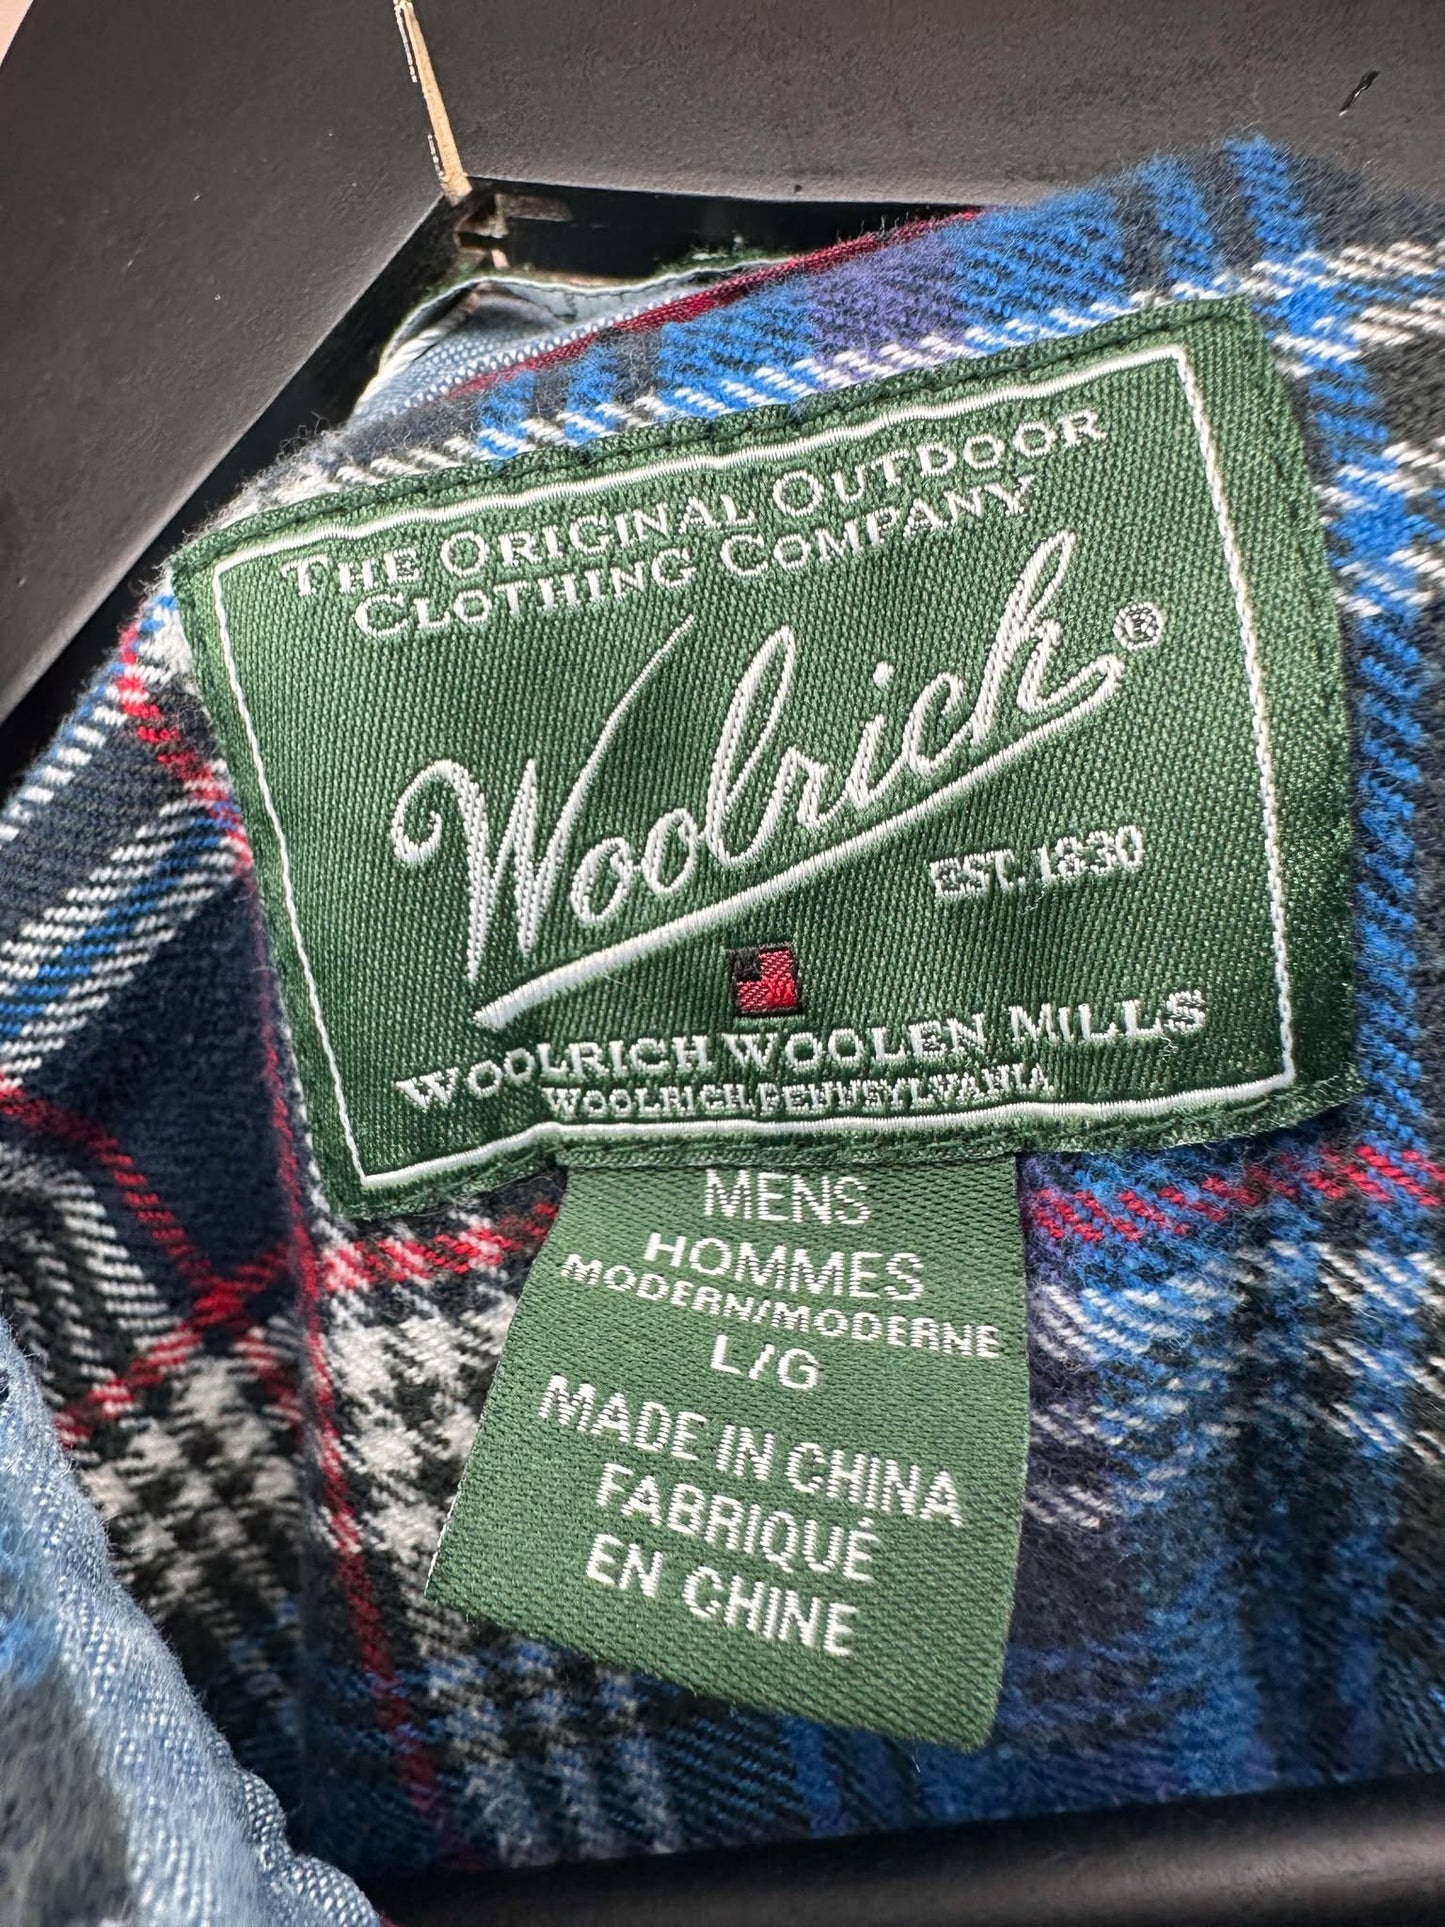 THE ORIGINAL OUTDOOR
CLOTHING COMPANY
Woolrich®
EST. 1830
WOOLRICH WOOLEN MILLS
WOOLRICH, PENNSYLVANIA
MENS
HOMMES
MODERN/MODERNE
L/G
MADE IN CHINA
FABRIQUÉ
EN CHINE